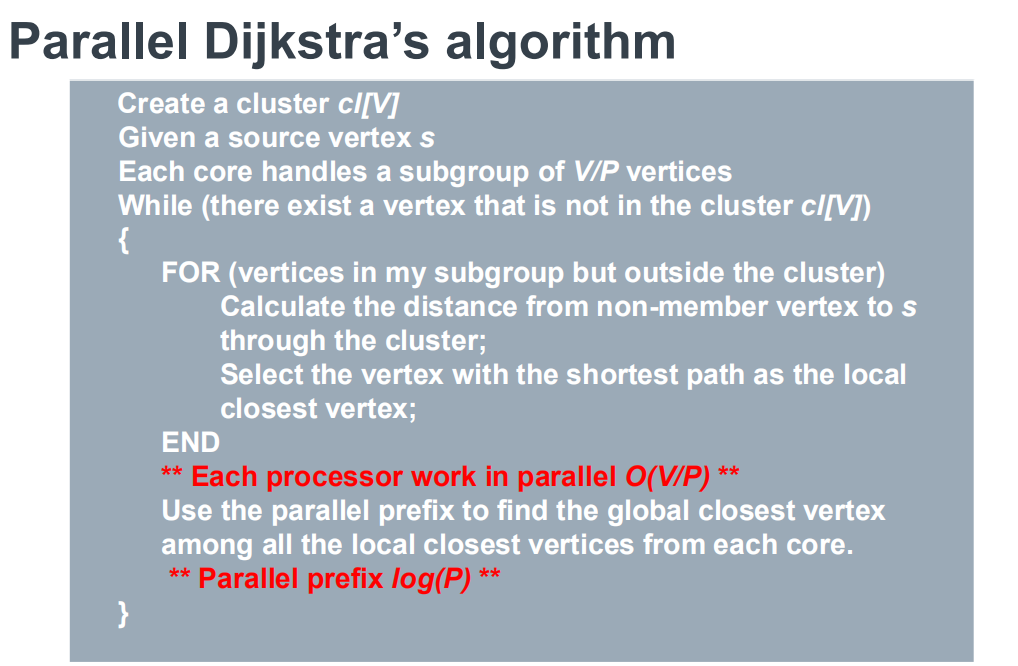 Parallel Dijkstra’s algorithm
Create a cluster cl[V]
Given a source vertex s
Each core handles a subgroup of V/P vertices
While (there exist a vertex that is not in the cluster cl[V])
{
FOR (vertices in my subgroup but outside the cluster)
Calculate the distance from non-member vertex to s
through the cluster;
Select the vertex with the shortest path as the local
closest vertex;
END
** Each processor work in parallel O(V/P) **
Use the parallel prefix to find the global closest vertex
among all the local closest vertices from each core.
** Parallel prefix log(P) **
}